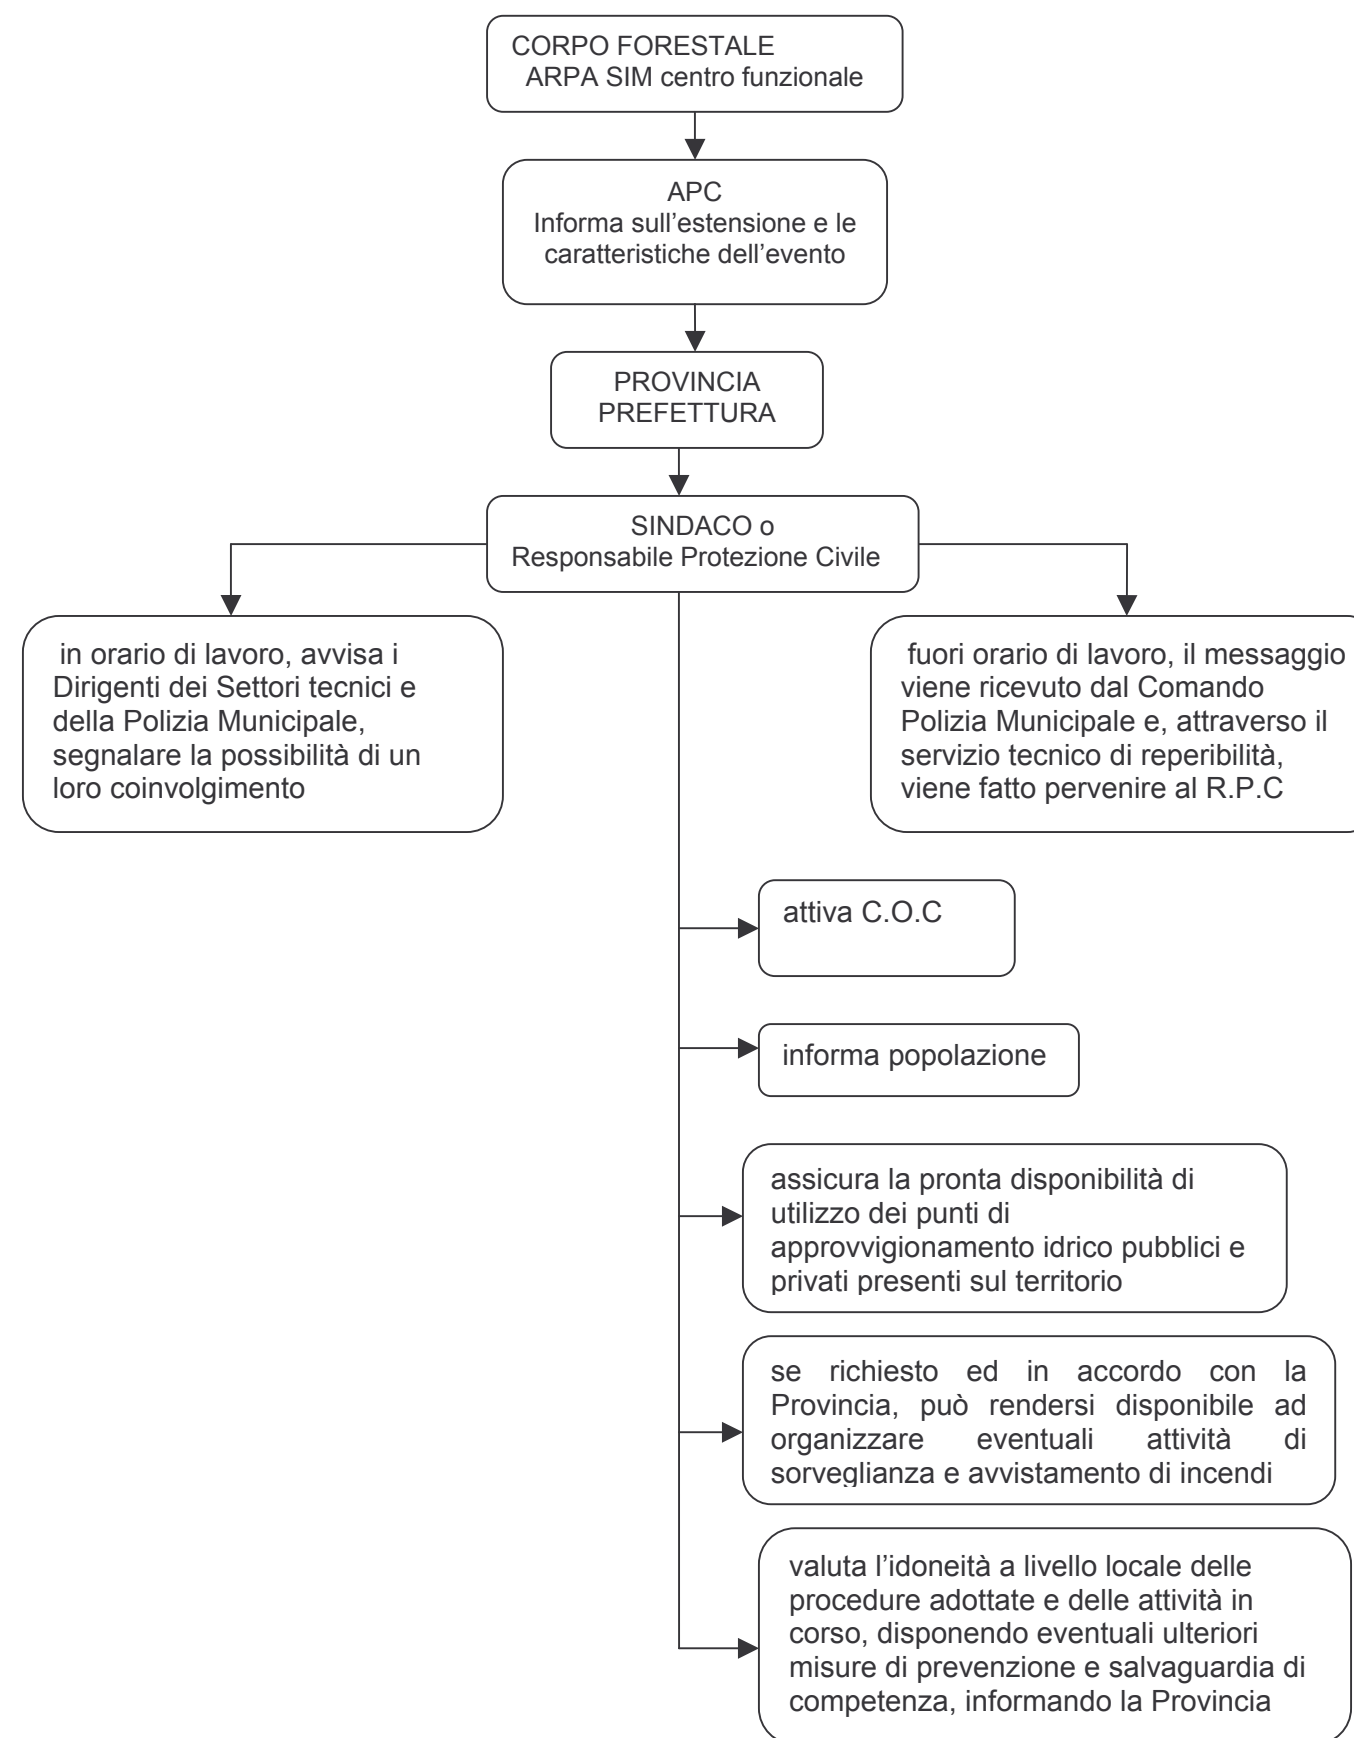 CORPO FORESTALE
ARPA SIM centro funzionale
APC
Informa sull’estensione e le
caratteristiche dell’evento
PROVINCIA
PREFETTURA
SINDACO o
Responsabile Protezione Civile
in orario di lavoro, avvisa i
Dirigenti dei Settori tecnici e
della Polizia Municipale,
segnalare la possibilità di un
loro coinvolgimento
fuori orario di lavoro, il messaggio
viene ricevuto dal Comando
Polizia Municipale e, attraverso il
servizio tecnico di reperibilità,
viene fatto pervenire al R.P.C
attiva C.O.C
informa popolazione
assicura la pronta disponibilità di
utilizzo dei punti di
approvvigionamento idrico pubblici e
privati presenti sul territorio
se richiesto ed in accordo con la
Provincia, può rendersi disponibile ad
organizzare eventuali attività di
sorveglianza e avvistamento di incendi
valuta l’idoneità a livello locale delle
procedure adottate e delle attività in
corso, disponendo eventuali ulteriori
misure di prevenzione e salvaguardia di
competenza, informando la Provincia